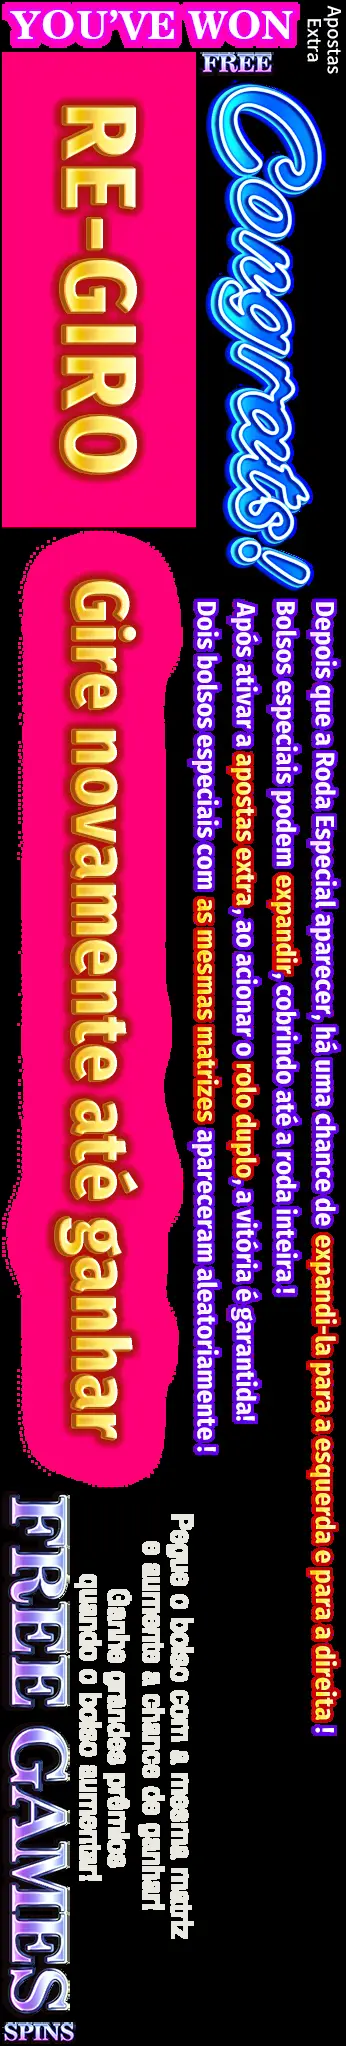 YOU'VE WON
Apostas
Extra
FREE
Congrats!
RE-GIRO
Depois que a Roda Especial aparecer, há uma chance de expandi-la para a esquerda e para a direita!
Bolsos especiais podem expandir, cobrindo até a roda inteira!
Após ativar a apostas extra, ao acionar o rolo duplo, a vitória é garantida!
Dois bolsos especiais com as mesmas matrizes apareceram aleatoriamente!
Gire novamente até ganhar
Pegue o bolso com a mesma matriz
e aumente a chance de ganhar!
Ganhe grandes prêmios
quando o bolso aumentar!
FREE GAMES
SPINS